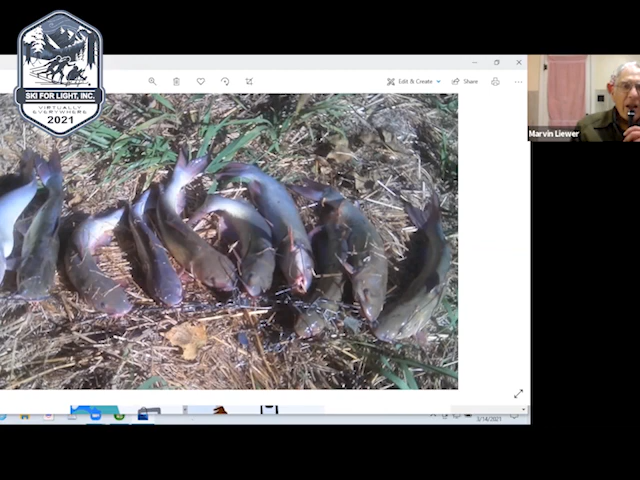 SKI FOR LIGHT, INC.
VIRTUALLY
EVERYWHERE
2021
Edit & Create
Share
Marvin Liewer
3/14/2021